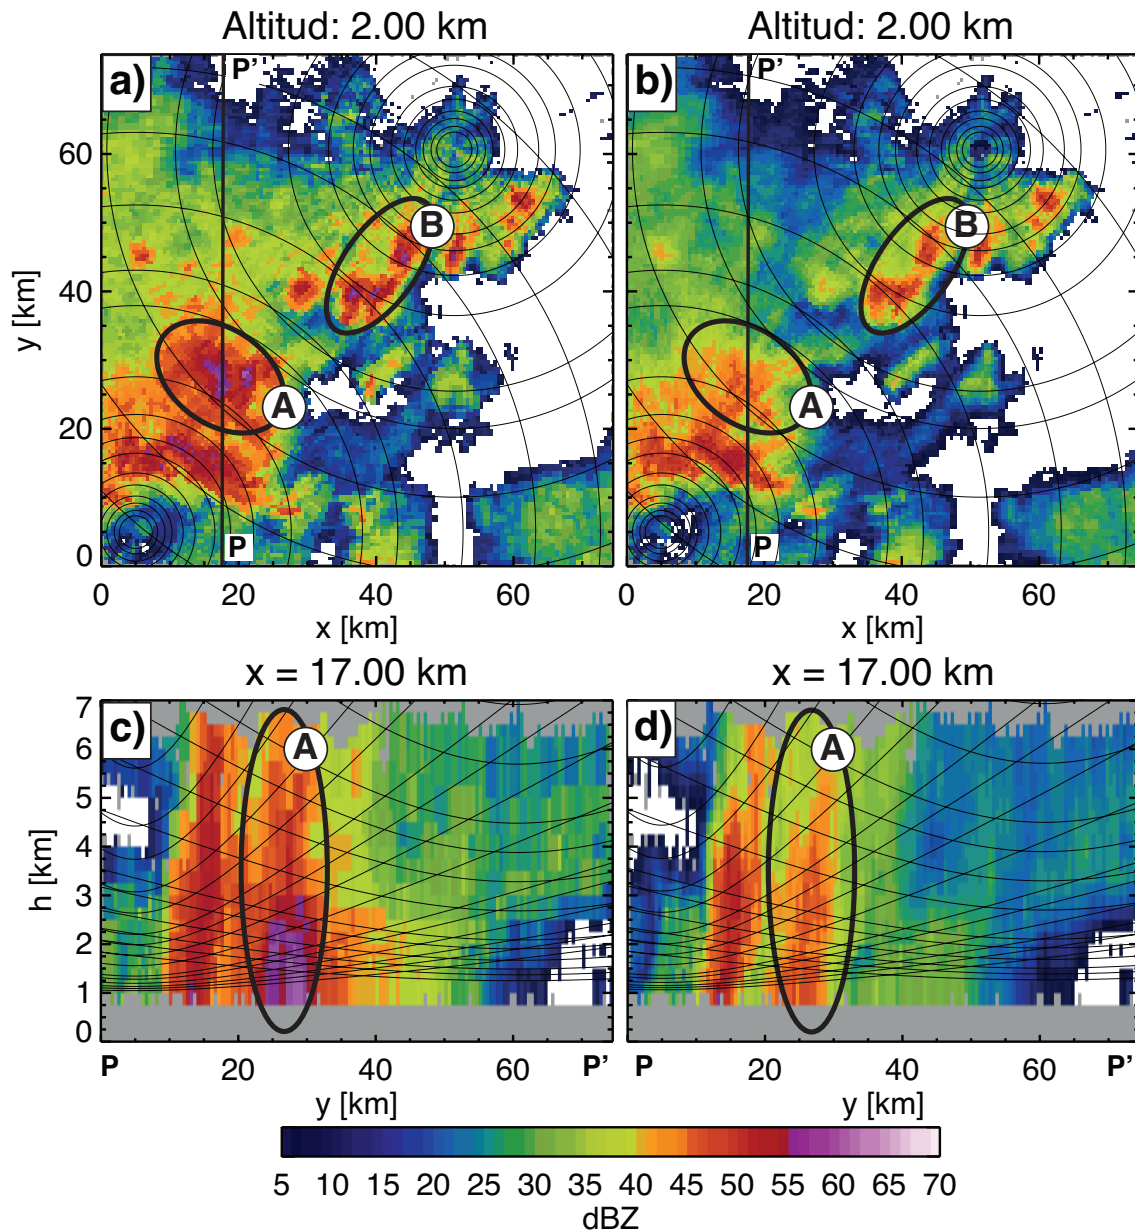 Altitud: 2.00 km Altitud: 2.00 km
a) P' b) P'
60
B B
y [km]
40
A A
20
0 P P
0 20 40 60 0 20 40 60
x [km] x [km]
x = 17.00 km x = 17.00 km
7
c) A d) A
6
5
4
h [km]
3
2
1
0
P 20 40 60 P' P 20 40 60 P'
y [km] y [km]
5 10 15 20 25 30 35 40 45 50 55 60 65 70
dBZ